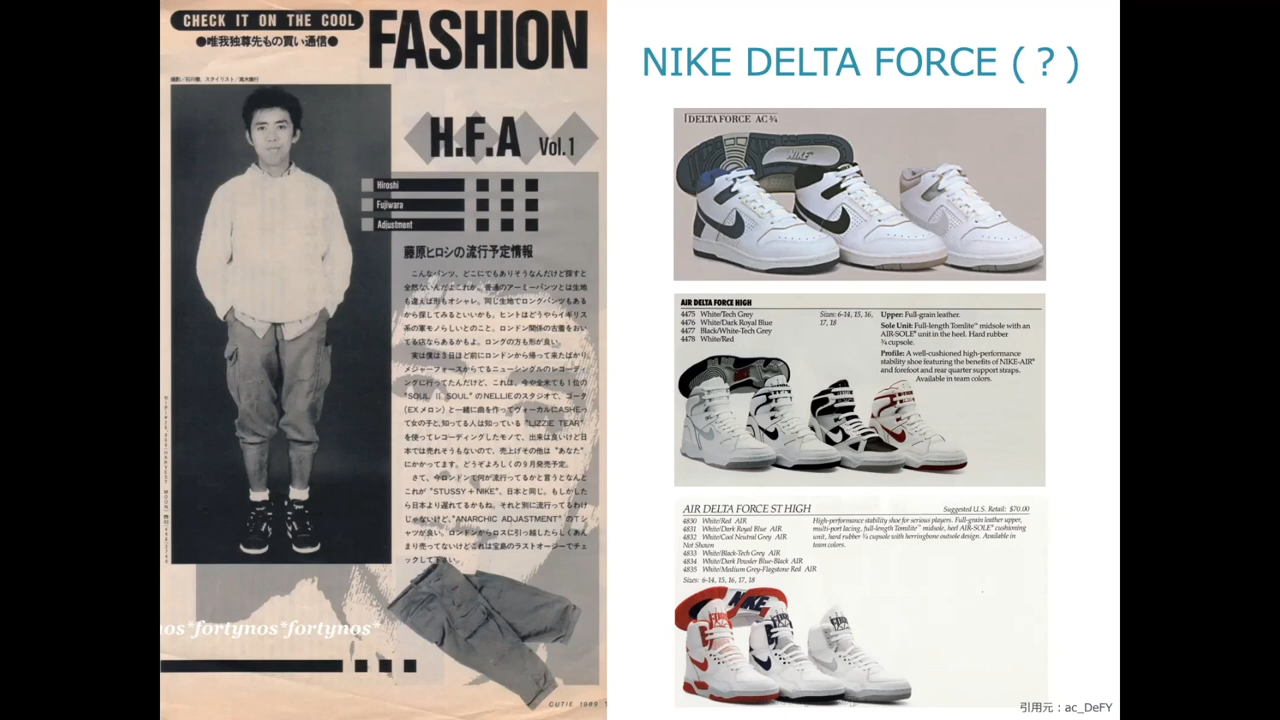 CHECK IT ON THE COOL
●唯我独尊先もの買い通信●
FASHION
H.F.A Vol.1
Hiroshi
Fujiwara
Adjustment
藤原ヒロシの流行予定情報
こんなパンツ、どこにでもありそうなんだけど探すと
全然ないんだよこれが。普通のアーミーパンツとは生地
も違えば形もオシャレ。同じ生地でロングパンツもある
から探してみるといいかも。ヒントはどうやらイギリス
系の軍モノらしいとのこと。ロンドン関係の古着をおい
てる店ならあるかもよ。ロングの方も形が良い。
実は僕は3日ほど前にロンドンから帰って来たばかり
メジャーフォースからでるニューシングルのレコーディ
ングに行ってたんだけど、これは、今や全米でも1位の
"SOUL II SOUL"のNELLIEのスタジオで、コータ
(EXメロン)と一緒に曲を作ってヴォーカルにASHEっ
て女の子と、知ってる人は知っている"LIZZIE TEAR"
を使ってレコーディングしたモノで、出来は良いけど日
本では売れそうもないので、売上げその他は"あなた"
にかかってます。どうぞよろしくの9月発売予定。
さて、今ロンドンで何が流行ってるかと言うとなんと
これが"STUSSY+NIKE"、日本と同じ。もしかした
ら日本より遅れてるかもね。それと別に流行ってるわけ
じゃないけど、"ANARCHIC ADJUSTMENT"のTシ
ャツが良い。ロンドンからロスに引っ越したらしくあん
まり売ってないけどこれは宝島のラストオージーでチェ
ックして下さい。
os*fortynos*fortynos*
CUTIE 1989
NIKE DELTA FORCE (？)
DELTA FORCE AC ¾
NIKE
AIR DELTA FORCE HIGH
4475 White/Tech Grey
4476 White/Dark Royal Blue
4477 Black/White-Tech Grey
4478 White/Red
Sizes: 6-14, 15, 16,
17, 18
Upper: Full-grain leather.
Sole Unit: Full-length Tomlite™ midsole with an
AIR-SOLE® unit in the heel. Hard rubber
¾ cupsole.
Profile: A well-cushioned high-performance
stability shoe featuring the benefits of NIKE-AIR®
and forefoot and rear quarter support straps.
Available in team colors.
AIR DELTA FORCE ST HIGH
Suggested U.S. Retail: $70.00
4830 White/Red AIR
4831 White/Dark Royal Blue AIR
4832 White/Cool Neutral Grey AIR
Not Shown
4833 White/Black-Tech Grey AIR
4834 White/Dark Powder Blue-Black AIR
4835 White/Medium Grey-Flagstone Red AIR
Sizes: 6-14, 15, 16, 17, 18
High-performance stability shoe for serious players. Full-grain leather upper,
multi-port lacing, full-length Tomlite™ midsole, heel AIR-SOLE® cushioning
unit, hard rubber ¾ cupsole with herringbone outsole design. Available in
team colors.
NIKE
引用元：ac_DeFY